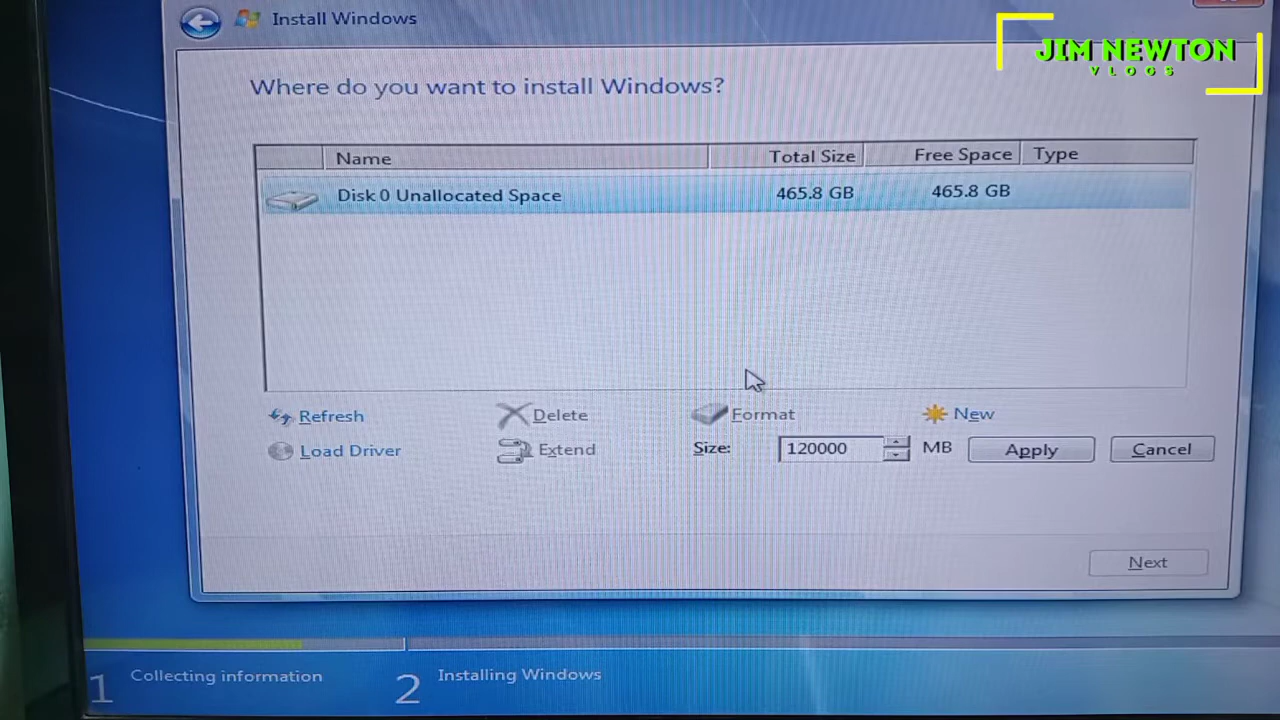 Install Windows
JIM NEWTON
VLOGS
Where do you want to install Windows?
Name Total Size Free Space Type
Disk 0 Unallocated Space 465.8 GB 465.8 GB
Refresh Delete Format New
Load Driver Extend Size: 120000 MB Apply Cancel
Next
1 Collecting information 2 Installing Windows